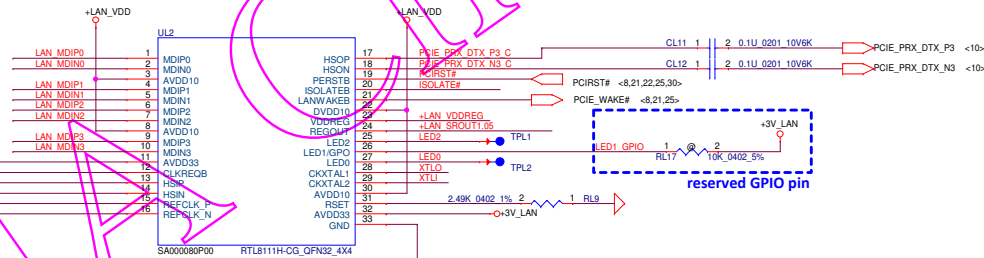 +LAN_VDD
+LAN_VDD
UL2
LAN_MDIP0 1 MDIP0 HSOP 17 PCIE_PRX_DTX_P3_C CL11 1 2 0.1U_0201_10V6K PCIE_PRX_DTX_P3 <10>
LAN_MDIN0 2 MDIN0 HSON 18 PCIE_PRX_DTX_N3_C CL12 1 2 0.1U_0201_10V6K PCIE_PRX_DTX_N3 <10>
3 AVDD10 PERSTB 19 PCIRST# PCIRST# <8,21,22,25,30>
LAN_MDIP1 4 MDIP1 ISOLATEB 20 ISOLATE#
LAN_MDIN1 5 MDIN1 LANWAKEB 21 PCIE_WAKE# <8,21,25>
LAN_MDIP2 6 MDIP2 DVDD10 22
LAN_MDIN2 7 MDIN2 VDDREG 23 +LAN_VDDREG
8 AVDD10 REGOUT 24 +LAN_SROUT1.05
LAN_MDIP3 9 MDIP3 LED2 25 LED2 TPL1
LAN_MDIN3 10 MDIN3 LED1/GPO 26 LED1_GPIO RL17 1 @ 2 10K_0402_5% +3V_LAN
11 AVDD33 LED0 27 LED0 TPL2
12 CLKREQB CKXTAL1 28 XTLO
13 HSIP CKXTAL2 29 XTLI
14 HSIN AVDD10 30
15 REFCLK_P RSET 31 2.49K_0402_1% 2 1 RL9
16 REFCLK_N AVDD33 32 +3V_LAN
GND 33
reserved GPIO pin
SA000080P00 RTL8111H-CG_QFN32_4X4